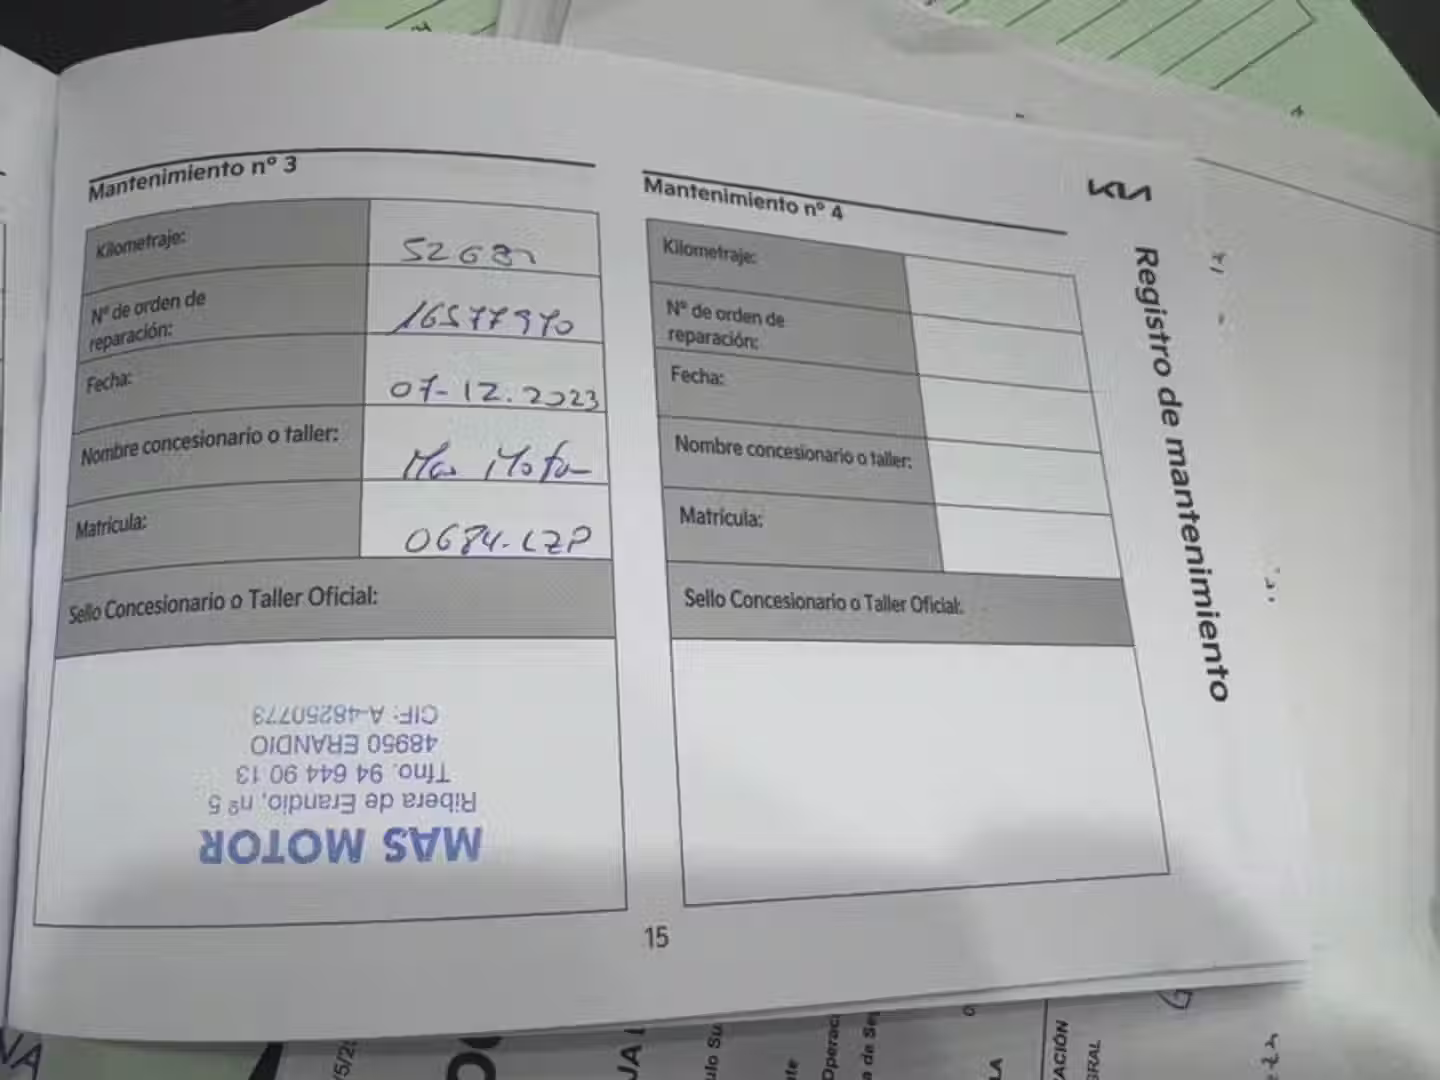 Mantenimiento nº 3
Kilometraje:
Nº de orden de
reparación:
16577970
Fecha:
07-12.2023
Nombre concesionario o taller:
Mas Motor
Matrícula:
0684-LZP
Sello Concesionario o Taller Oficial:
MAS MOTOR
Ribera de Erandio, nº 5
Tfno. 94 644 90 13
48950 ERANDIO
CIF: A-48250773
Mantenimiento nº 4
Kilometraje:
Nº de orden de
reparación:
Fecha:
Nombre concesionario o taller:
Matrícula:
Sello Concesionario o Taller Oficial:
KIA
Registro de mantenimiento
15